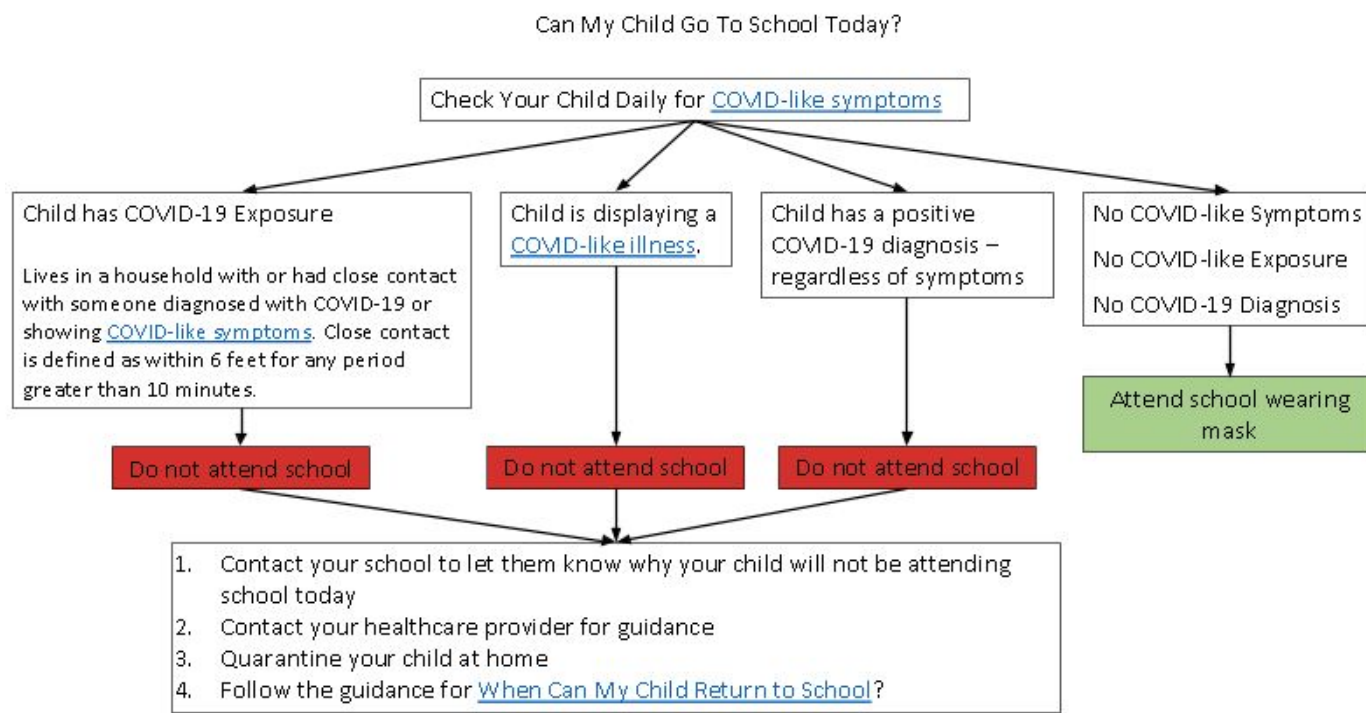 Can My Child Go To School Today?
Check Your Child Daily for COVID-like symptoms
Child has COVID-19 Exposure
Lives in a household with or had close contact
with someone diagnosed with COVID-19 or
showing COVID-like symptoms. Close contact
is defined as within 6 feet for any period
greater than 10 minutes.
Do not attend school
Child is displaying a
COVID-like illness.
Do not attend school
Child has a positive
COVID-19 diagnosis –
regardless of symptoms
Do not attend school
No COVID-like Symptoms
No COVID-like Exposure
No COVID-19 Diagnosis
Attend school wearing
mask
1. Contact your school to let them know why your child will not be attending
school today
2. Contact your healthcare provider for guidance
3. Quarantine your child at home
4. Follow the guidance for When Can My Child Return to School?